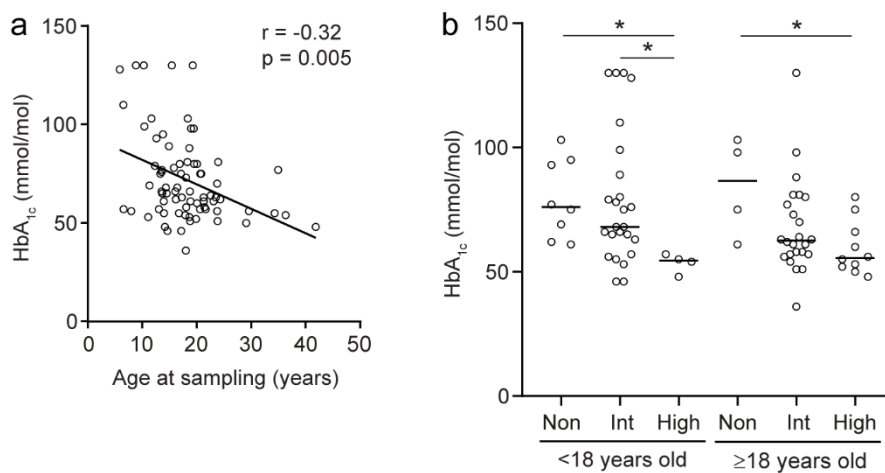 a
r = -0.32
p = 0.005
HbA1c (mmol/mol)
150
100
50
0
0 10 20 30 40 50
Age at sampling (years)
b
* * *
HbA1c (mmol/mol)
150
100
50
0
Non Int High Non Int High
<18 years old ≥18 years old